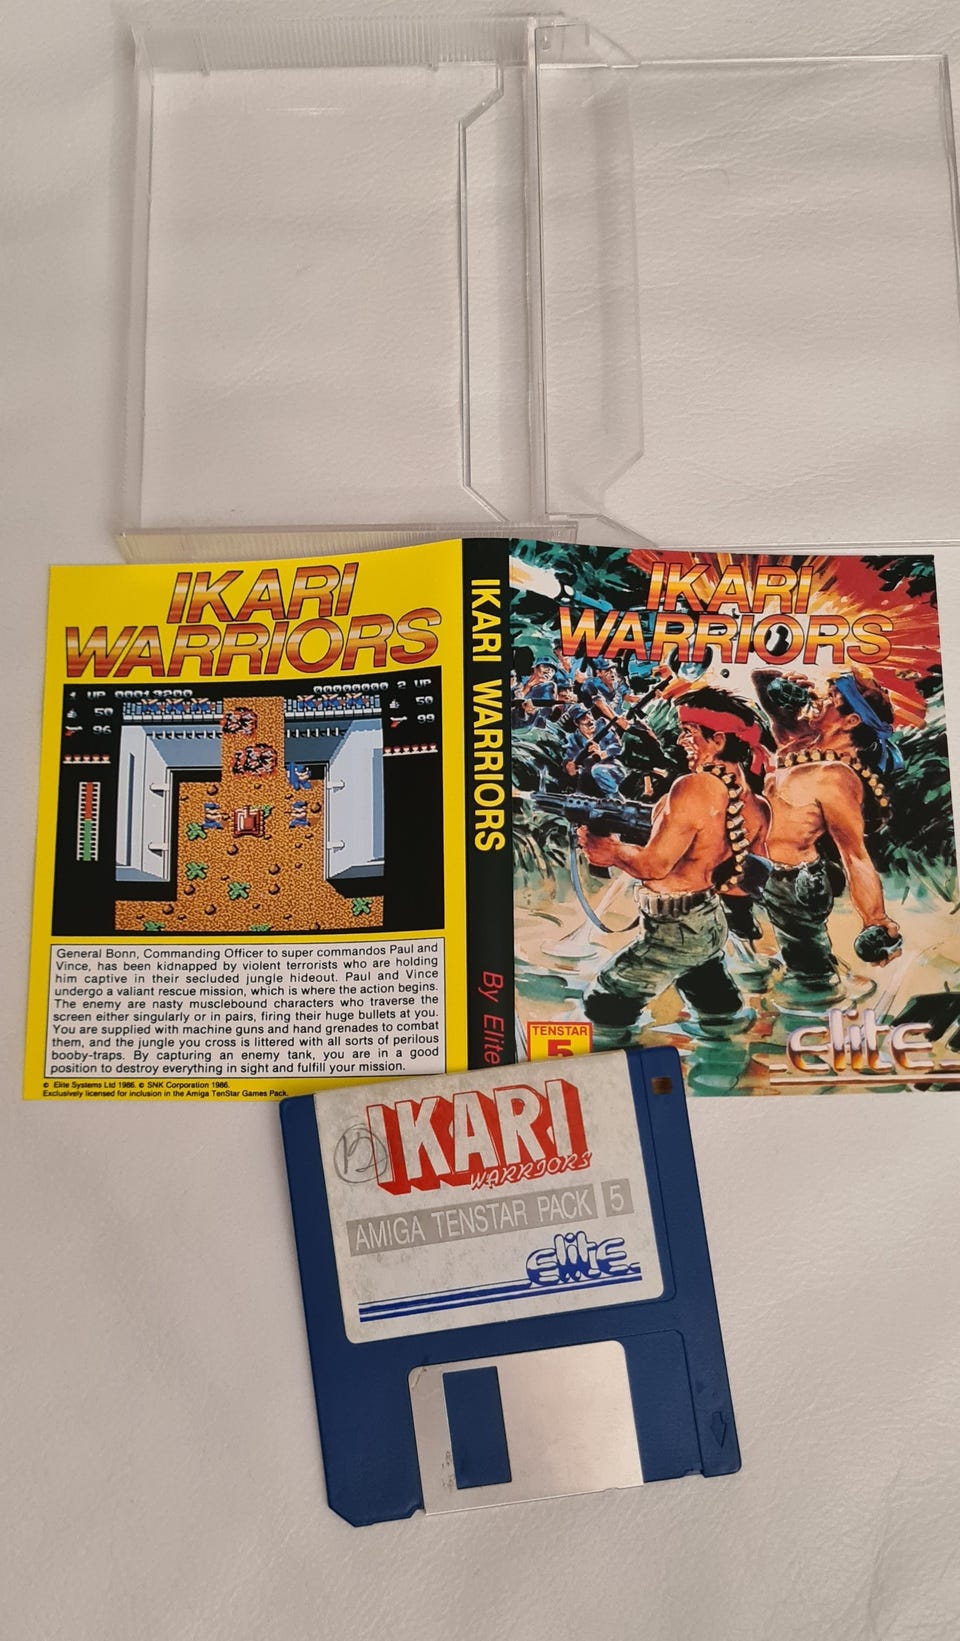 IKARI
WARRIORS
1 UP 00013200 00000000 2 UP
50 50
96 99
General Bonn, Commanding Officer to super commandos Paul and
Vince, has been kidnapped by violent terrorists who are holding
him captive in their secluded jungle hideout. Paul and Vince
undergo a valiant rescue mission, which is where the action begins.
The enemy are nasty musclebound characters who traverse the
screen either singularly or in pairs, firing their huge bullets at you.
You are supplied with machine guns and hand grenades to combat
them, and the jungle you cross is littered with all sorts of perilous
booby-traps. By capturing an enemy tank, you are in a good
position to destroy everything in sight and fulfill your mission.
© Elite Systems Ltd 1986. © SNK Corporation 1986.
Exclusively licensed for inclusion in the Amiga TenStar Games Pack.
IKARI WARRIORS
By Elite
IKARI
WARRIORS
TENSTAR
5
elite
IKARI
WARRIORS
AMIGA TENSTAR PACK 5
elite